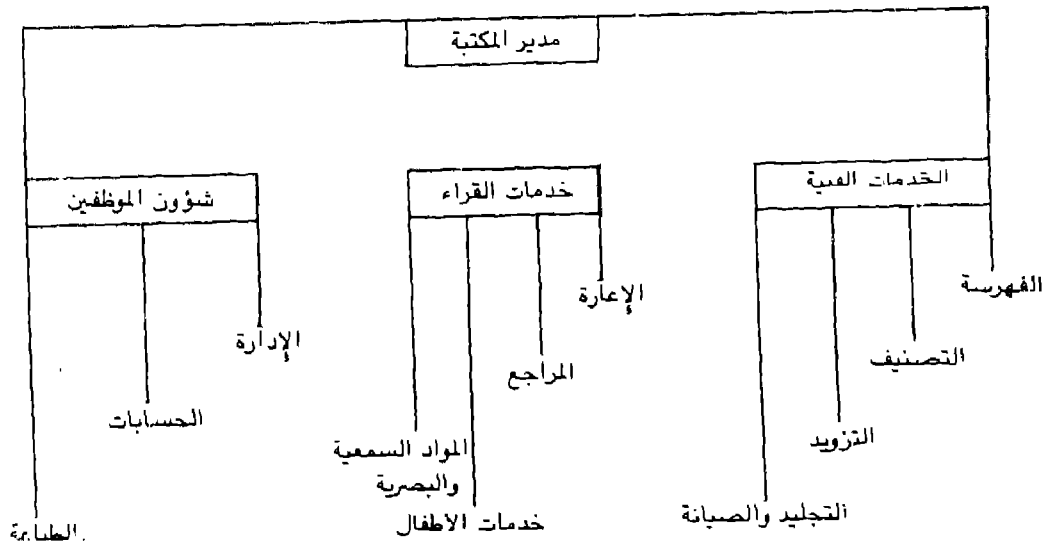 مدير المكتبة
الخدمات الفنية
خدمات القراء
شؤون الموظفين
الفهرسة
التصنيف
التزويد
التجليد والصيانة
الإعارة
المراجع
خدمات الأطفال
المواد السمعية
والبصرية
الإدارة
الحسابات
الطباعة